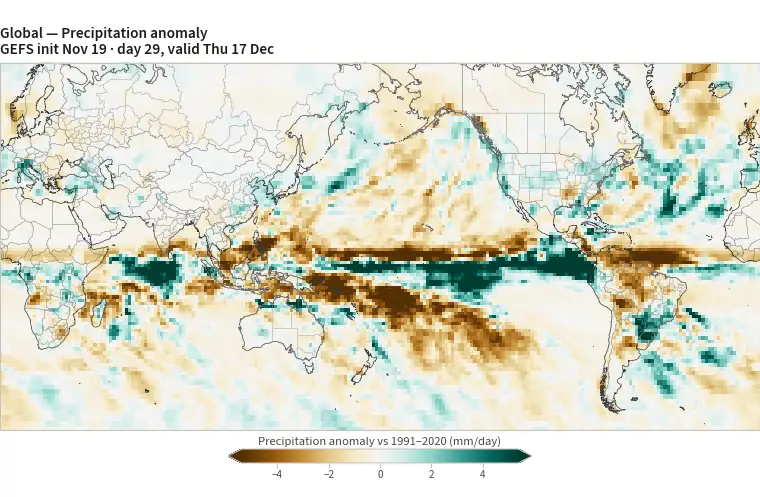 Global — Precipitation anomaly
GEFS init Nov 19 · day 29, valid Thu 17 Dec
Precipitation anomaly vs 1991–2020 (mm/day)
−4 −2 0 2 4